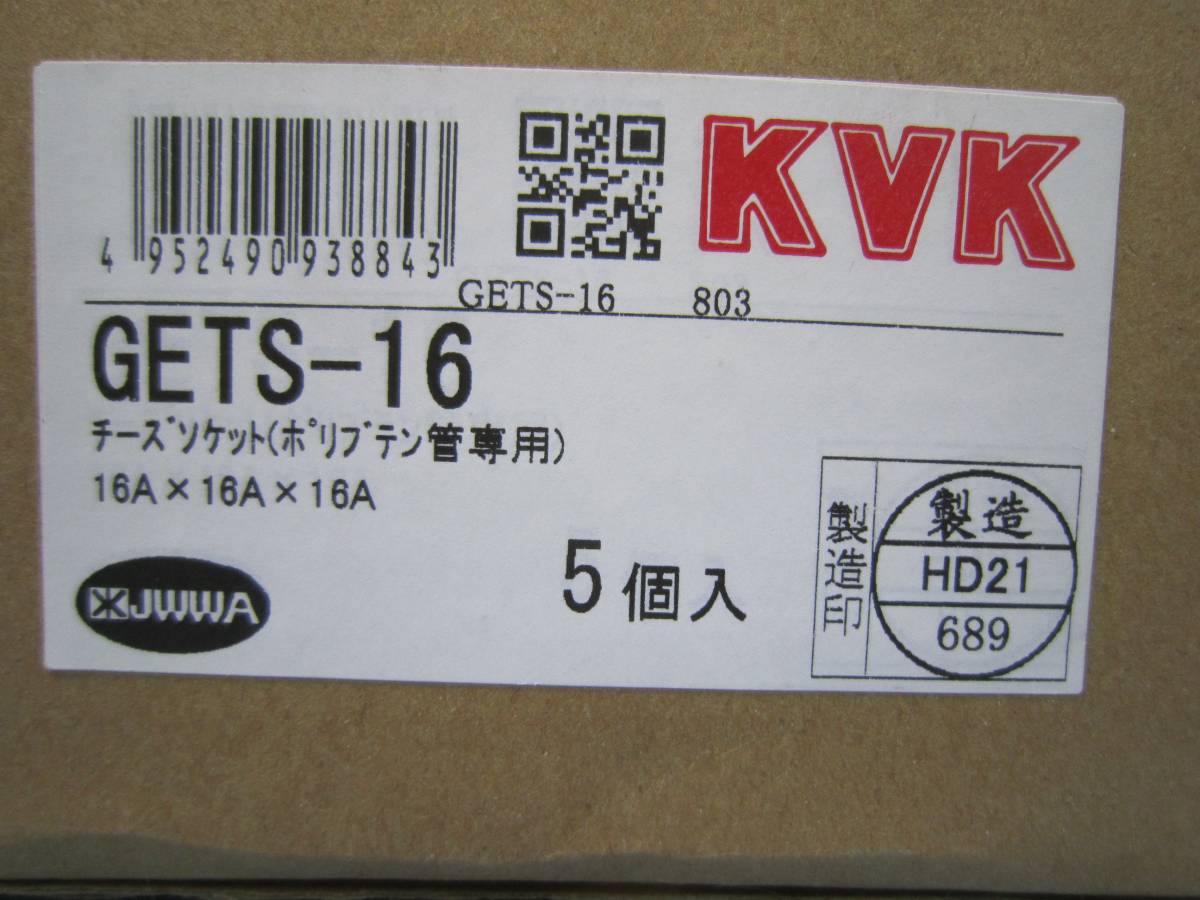 4 952490 938843
KVK
GETS-16 803
GETS-16
チーズソケット(ポリブテン管専用)
16A×16A×16A
JWWA
5個入
製造印
製造
HD21
689